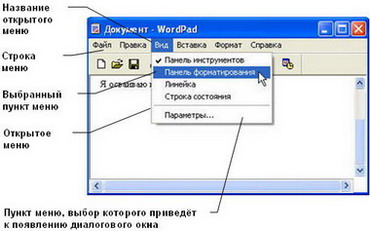 Название
открытого
меню
Строка
меню
Выбранный
пункт меню
Открытое
меню
Документ - WordPad
Файл Правка Вид Вставка Формат Справка
Панель инструментов
Панель форматирования
Линейка
Строка состояния
Параметры...
Я
Пункт меню, выбор которого приведёт
к появлению диалогового окна